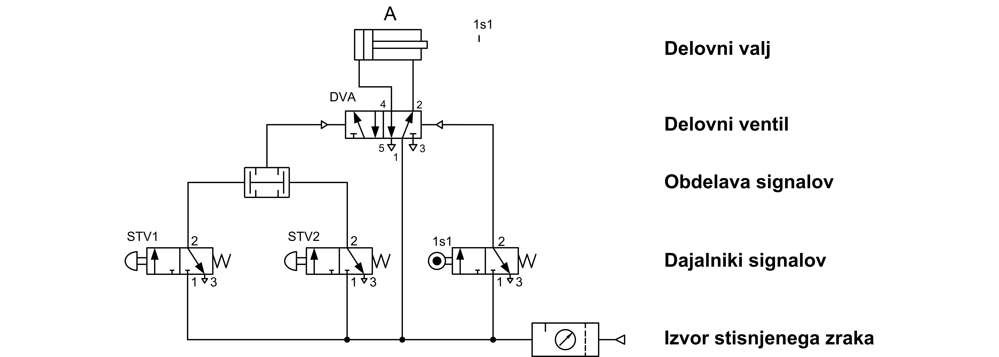 A
1s1
Delovni valj
DVA
4
2
Delovni ventil
5
3
1
Obdelava signalov
STV1
2
STV2
2
1s1
2
Dajalniki signalov
1
3
1
3
1
3
Izvor stisnjenega zraka